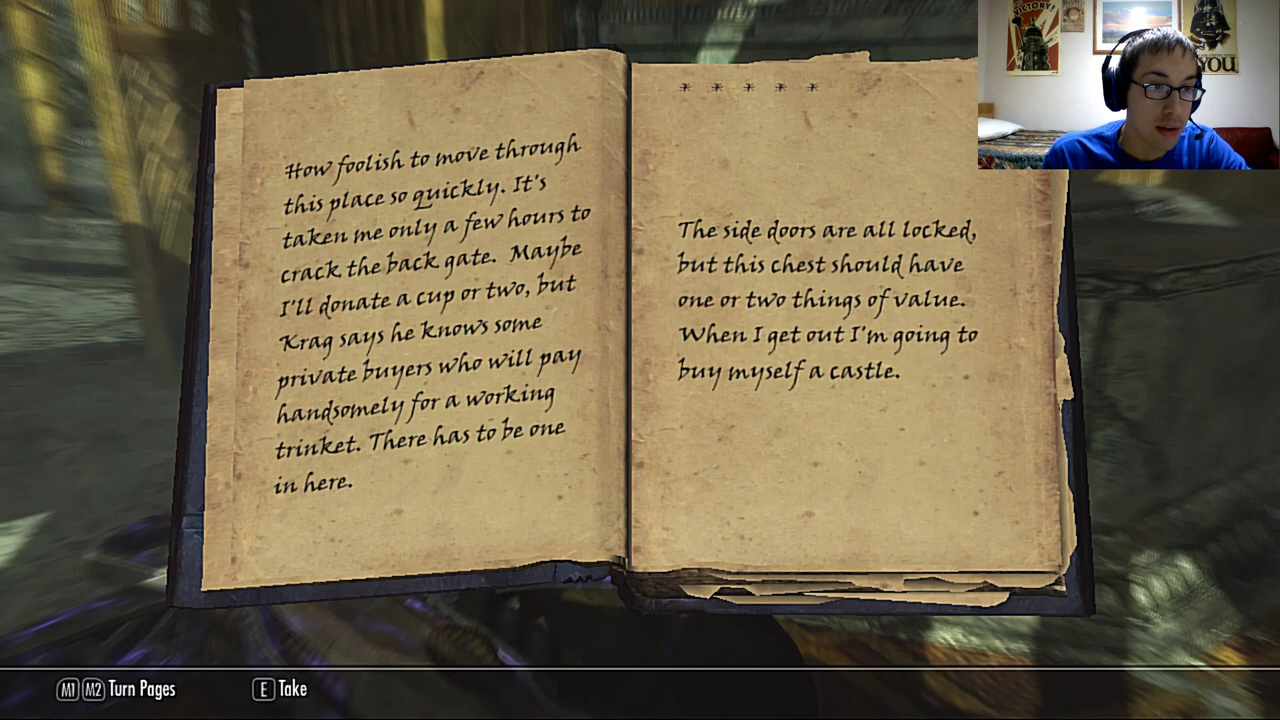 How foolish to move through
this place so quickly. It's
taken me only a few hours to
crack the back gate. Maybe
I'll donate a cup or two, but
Krag says he knows some
private buyers who will pay
handsomely for a working
trinket. There has to be one
in here.
* * * * *
The side doors are all locked,
but this chest should have
one or two things of value.
When I get out I'm going to
buy myself a castle.
VICTORY!
WANTED
YOU
M1 M2 Turn Pages
E Take